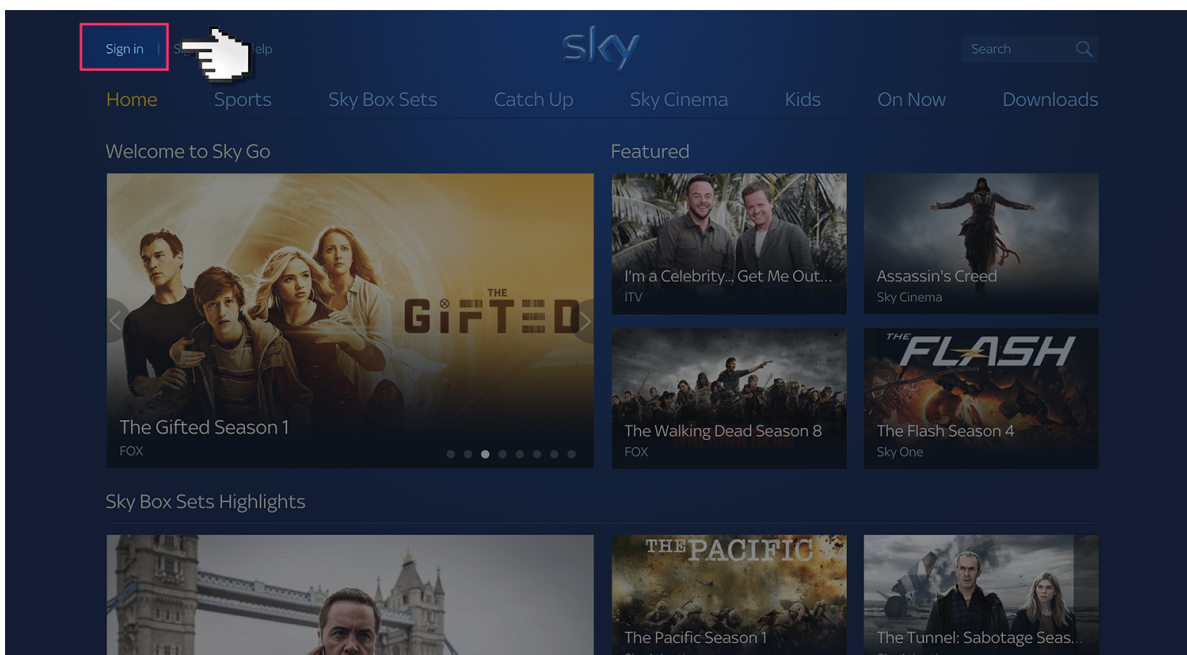 Sign in
sky
Search
Home
Sports
Sky Box Sets
Catch Up
Sky Cinema
Kids
On Now
Downloads
Welcome to Sky Go
Featured
THE
GIFTED
The Gifted Season 1
FOX
I'm a Celebrity... Get Me Out...
ITV
Assassin's Creed
Sky Cinema
The Walking Dead Season 8
FOX
THE
FLASH
The Flash Season 4
Sky One
Sky Box Sets Highlights
THE PACIFIC
The Pacific Season 1
The Tunnel: Sabotage Seas...